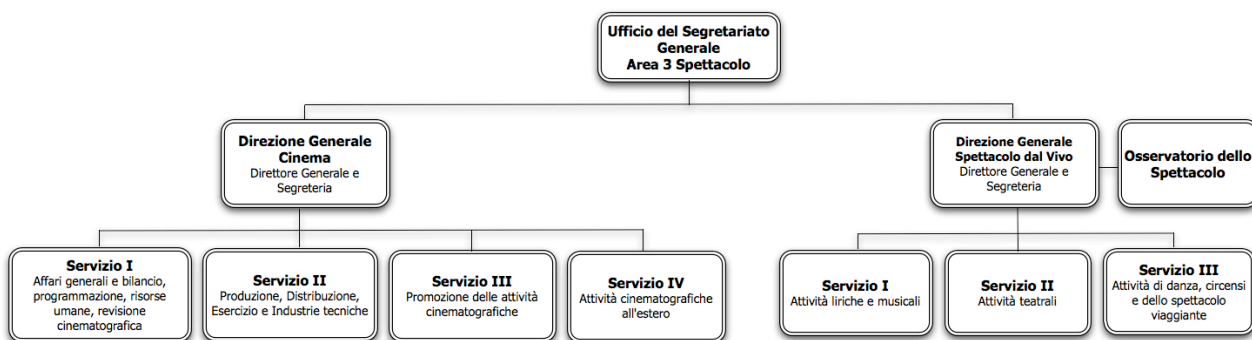 Ufficio del Segretariato
Generale
Area 3 Spettacolo
Direzione Generale
Cinema
Direttore Generale e
Segreteria
Direzione Generale
Spettacolo dal Vivo
Direttore Generale e
Segreteria
Osservatorio dello
Spettacolo
Servizio I
Affari generali e bilancio,
programmazione, risorse
umane, revisione
cinematografica
Servizio II
Produzione, Distribuzione,
Esercizio e Industrie tecniche
Servizio III
Promozione delle attività
cinematografiche
Servizio IV
Attività cinematografiche
all'estero
Servizio I
Attività liriche e musicali
Servizio II
Attività teatrali
Servizio III
Attività di danza, circensi
e dello spettacolo
viaggiante